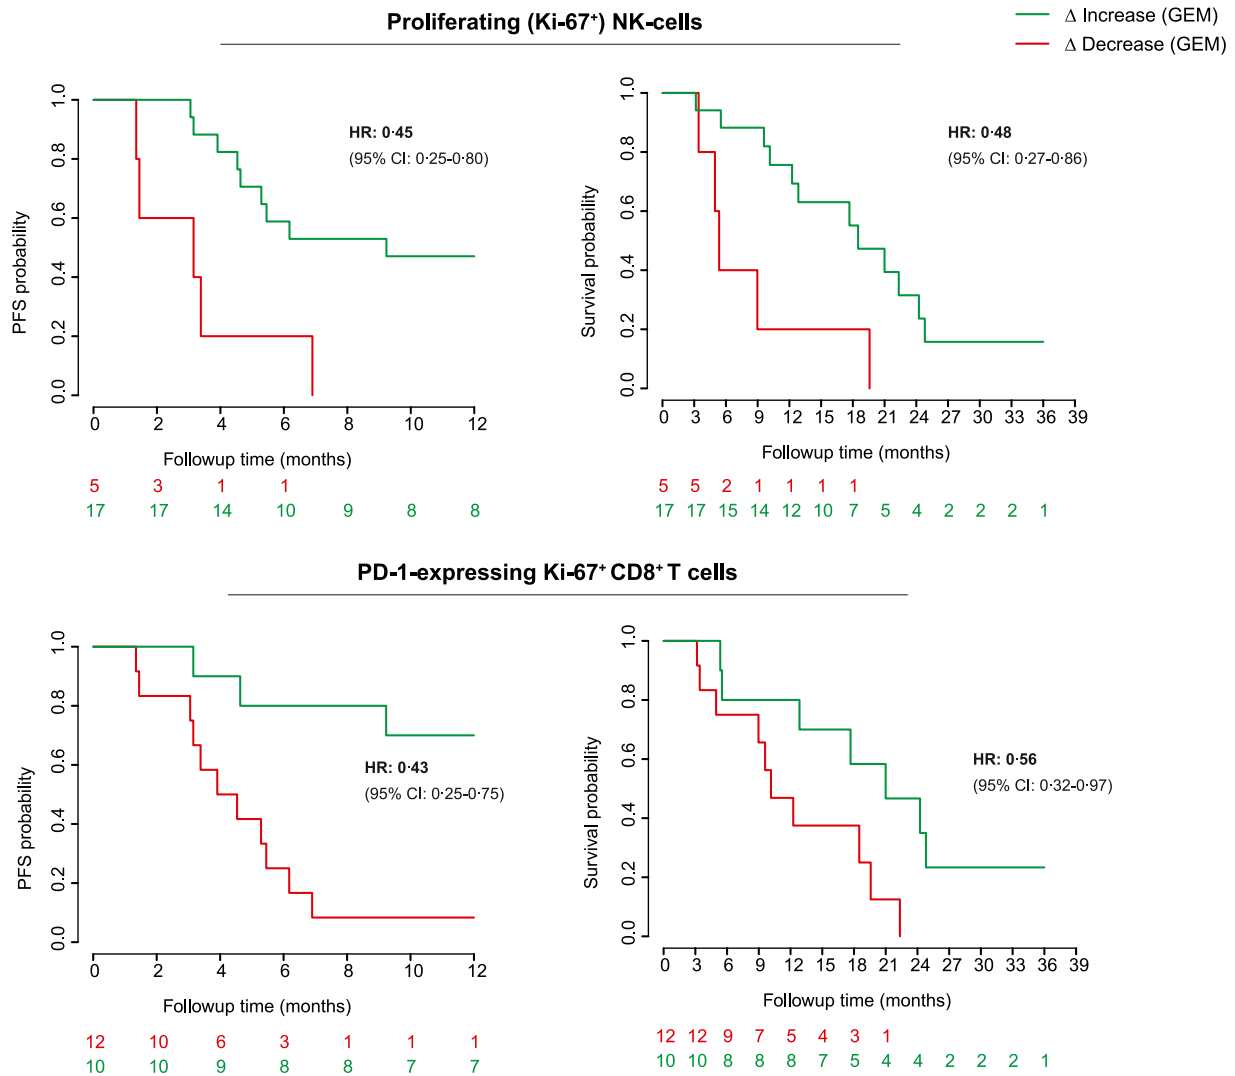 Proliferating (Ki-67⁺) NK-cells
Δ Increase (GEM)
Δ Decrease (GEM)
PFS probability
1.0
0.8
0.6
0.4
0.2
0.0
HR: 0·45
(95% CI: 0·25-0·80)
0 2 4 6 8 10 12
Followup time (months)
5 3 1 1
17 17 14 10 9 8 8
Survival probability
1.0
0.8
0.6
0.4
0.2
0.0
HR: 0·48
(95% CI: 0·27-0·86)
0 3 6 9 12 15 18 21 24 27 30 33 36 39
Followup time (months)
5 5 2 1 1 1 1
17 17 15 14 12 10 7 5 4 2 2 2 1
PD-1-expressing Ki-67⁺ CD8⁺ T cells
PFS probability
1.0
0.8
0.6
0.4
0.2
0.0
HR: 0·43
(95% CI: 0·25-0·75)
0 2 4 6 8 10 12
Followup time (months)
12 10 6 3 1 1 1
10 10 9 8 8 7 7
Survival probability
1.0
0.8
0.6
0.4
0.2
0.0
HR: 0·56
(95% CI: 0·32-0·97)
0 3 6 9 12 15 18 21 24 27 30 33 36 39
Followup time (months)
12 12 9 7 5 4 3 1
10 10 8 8 8 7 5 4 4 2 2 2 1